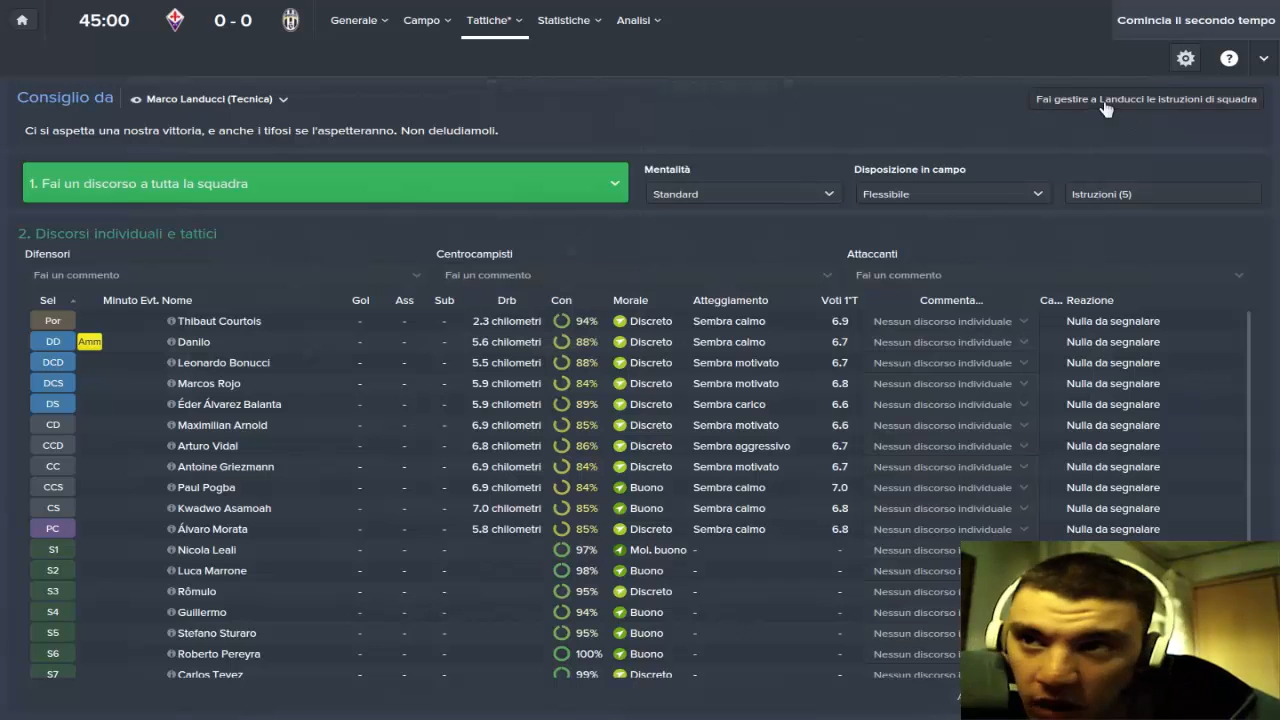 45:00 0 - 0 Generale Campo Tattiche* Statistiche Analisi Comincia il secondo tempo
?
Consiglio da Marco Landucci (Tecnica) Fai gestire a Landucci le istruzioni di squadra
Ci si aspetta una nostra vittoria, e anche i tifosi se l'aspetteranno. Non deludiamoli.
Mentalità Disposizione in campo
1. Fai un discorso a tutta la squadra
Standard Flessibile Istruzioni (5)
2. Discorsi individuali e tattici
Difensori Centrocampisti Attaccanti
Fai un commento Fai un commento Fai un commento
Sel Minuto Evt. Nome Gol Ass Sub Drb Con Morale Atteggiamento Voti 1°T Commenta... Ca... Reazione
Por Thibaut Courtois - - - 2.3 chilometri 94% Discreto Sembra calmo 6.9 Nessun discorso individuale Nulla da segnalare
DD Amm Danilo - - - 5.6 chilometri 88% Discreto Sembra calmo 6.7 Nessun discorso individuale Nulla da segnalare
DCD Leonardo Bonucci - - - 5.5 chilometri 88% Discreto Sembra motivato 6.7 Nessun discorso individuale Nulla da segnalare
DCS Marcos Rojo - - - 5.9 chilometri 84% Discreto Sembra motivato 6.8 Nessun discorso individuale Nulla da segnalare
DS Éder Álvarez Balanta - - - 5.9 chilometri 89% Discreto Sembra carico 6.6 Nessun discorso individuale Nulla da segnalare
CD Maximilian Arnold - - - 6.9 chilometri 85% Discreto Sembra motivato 6.6 Nessun discorso individuale Nulla da segnalare
CCD Arturo Vidal - - - 6.8 chilometri 86% Discreto Sembra aggressivo 6.7 Nessun discorso individuale Nulla da segnalare
CC Antoine Griezmann - - - 6.9 chilometri 84% Discreto Sembra motivato 6.7 Nessun discorso individuale Nulla da segnalare
CCS Paul Pogba - - - 6.9 chilometri 84% Buono Sembra calmo 7.0 Nessun discorso individuale Nulla da segnalare
CS Kwadwo Asamoah - - - 7.0 chilometri 85% Buono Sembra calmo 6.8 Nessun discorso individuale Nulla da segnalare
PC Álvaro Morata - - - 5.8 chilometri 85% Discreto Sembra calmo 6.8 Nessun discorso individuale Nulla da segnalare
S1 Nicola Leali 97% Mol. buono - - Nessun discorso i
S2 Luca Marrone 98% Buono - - Nessun discorso i
S3 Rômulo 95% Discreto - - Nessun discorso i
S4 Guillermo 94% Buono - - Nessun discorso i
S5 Stefano Sturaro 95% Buono - - Nessun discorso i
S6 Roberto Pereyra 100% Buono - - Nessun discorso i
S7 Carlos Tevez 99% Discreto - - Nessun discorso i